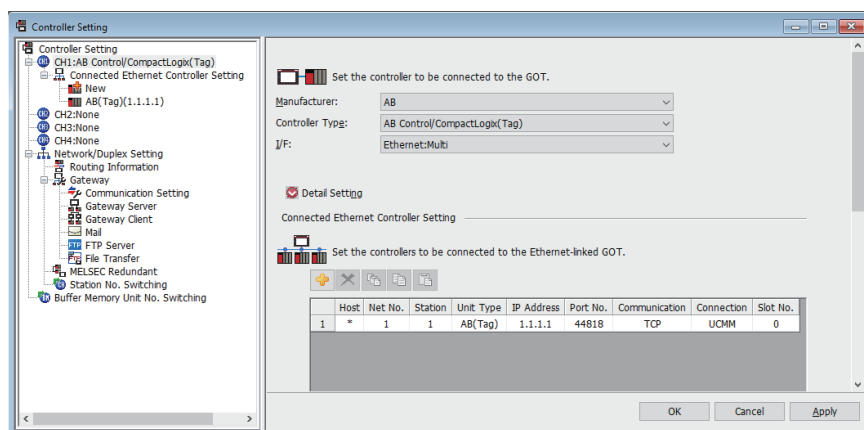 Controller Setting
Controller Setting
CH1:AB Control/CompactLogix(Tag)
Connected Ethernet Controller Setting
New
AB(Tag)(1.1.1.1)
CH2:None
CH3:None
CH4:None
Network/Duplex Setting
Routing Information
Gateway
Communication Setting
Gateway Server
Gateway Client
Mail
FTP FTP Server
File Transfer
MELSEC Redundant
Station No. Switching
Buffer Memory Unit No. Switching
Set the controller to be connected to the GOT.
Manufacturer: AB
Controller Type: AB Control/CompactLogix(Tag)
I/F: Ethernet:Multi
Detail Setting
Connected Ethernet Controller Setting
Set the controllers to be connected to the Ethernet-linked GOT.
Host Net No. Station Unit Type IP Address Port No. Communication Connection Slot No.
1 * 1 1 AB(Tag) 1.1.1.1 44818 TCP UCMM 0
OK Cancel Apply